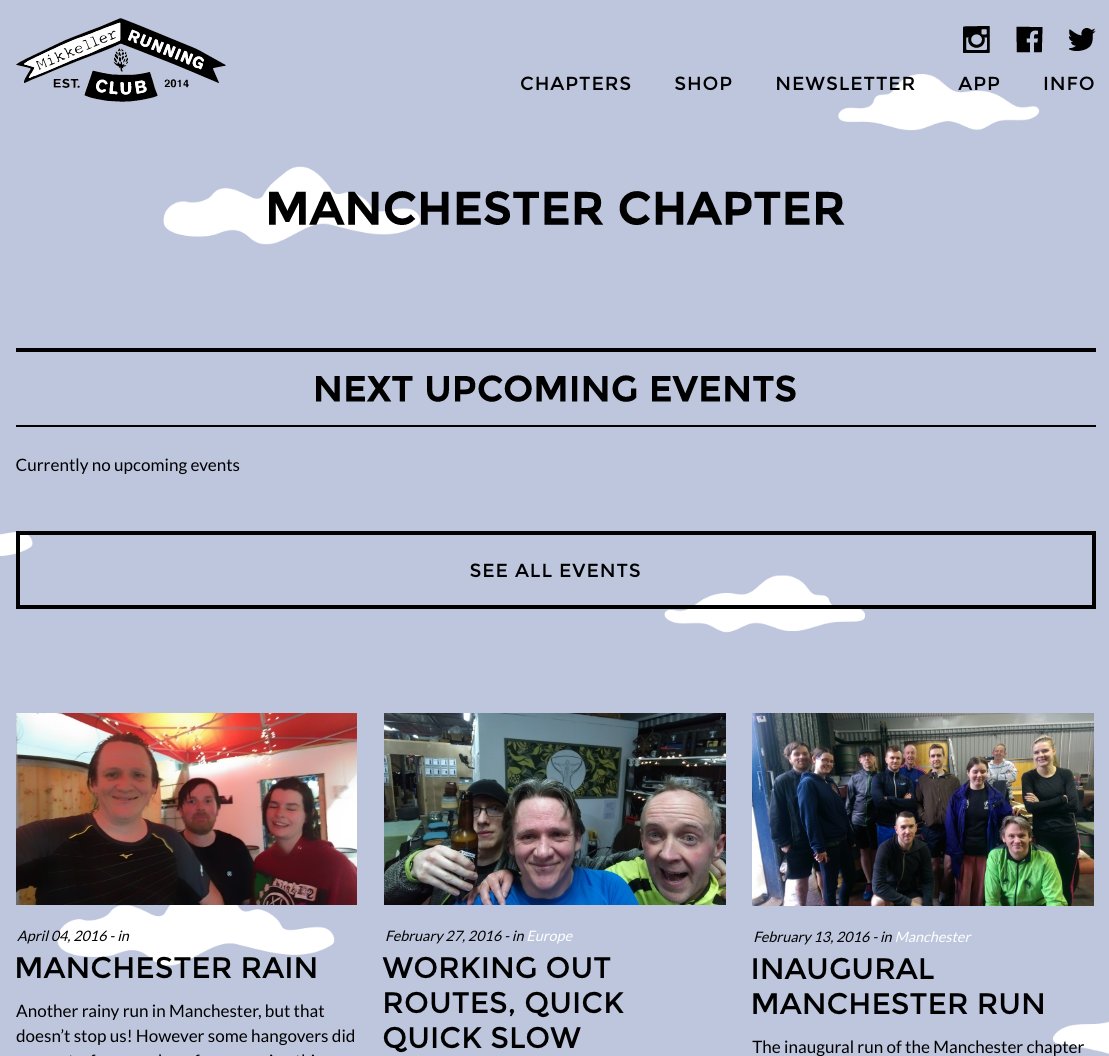 Mikkeller RUNNING
EST. CLUB 2014
CHAPTERS SHOP NEWSLETTER APP INFO
MANCHESTER CHAPTER
NEXT UPCOMING EVENTS
Currently no upcoming events
SEE ALL EVENTS
April 04, 2016 - in
MANCHESTER RAIN
Another rainy run in Manchester, but that
doesn't stop us! However some hangovers did
February 27, 2016 - in Europe
WORKING OUT
ROUTES, QUICK
QUICK SLOW
February 13, 2016 - in Manchester
INAUGURAL
MANCHESTER RUN
The inaugural run of the Manchester chapter